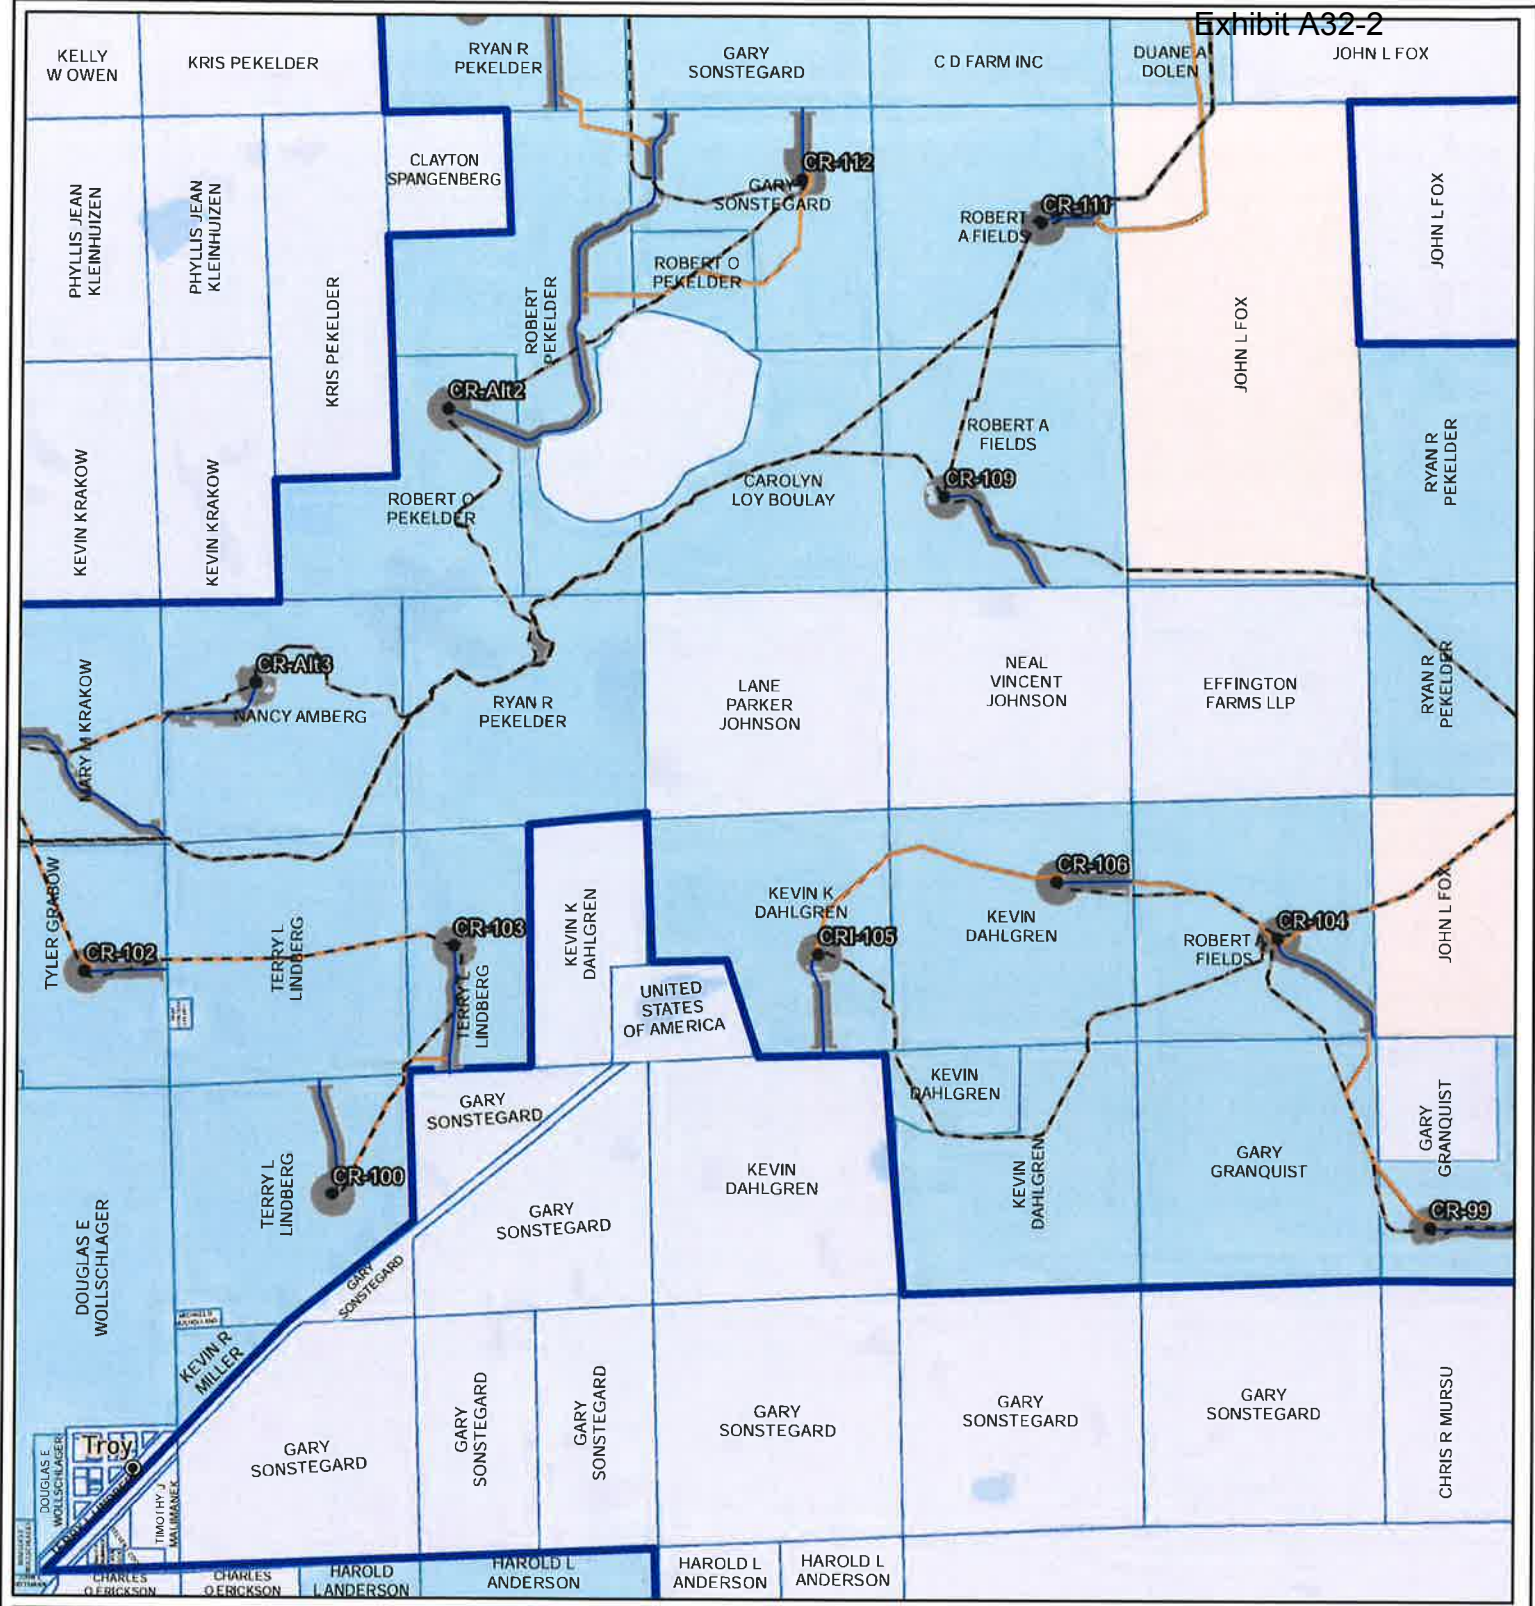 Exhibit A32-2
KELLY
W OWEN
KRIS PEKELDER
RYAN R
PEKELDER
GARY
SONSTEGARD
C D FARM INC
DUANE A
DOLEN
JOHN L FOX
CLAYTON
SPANGENBERG
CR-112
GARY
SONSTEGARD
PHYLLIS JEAN
KLEINHUIZEN
PHYLLIS JEAN
KLEINHUIZEN
ROBERT
A FIELDS
CR-111
JOHN L FOX
KRIS PEKELDER
ROBERT
PEKELDER
ROBERT O
PEKELDER
JOHN L FOX
CR-Alt2
ROBERT A
FIELDS
KEVIN KRAKOW
KEVIN KRAKOW
ROBERT O
PEKELDER
CAROLYN
LOY BOULAY
CR-109
RYAN R
PEKELDER
CR-Alt3
MARY M KRAKOW
NANCY AMBERG
RYAN R
PEKELDER
LANE
PARKER
JOHNSON
NEAL
VINCENT
JOHNSON
EFFINGTON
FARMS LLP
RYAN R
PEKELDER
TYLER GRABOW
CR-102
TERRY L
LINDBERG
CR-103
TERRY L
LINDBERG
KEVIN K
DAHLGREN
KEVIN K
DAHLGREN
CRI-105
CR-106
KEVIN
DAHLGREN
ROBERT A
FIELDS
CR-104
JOHN L FOX
UNITED
STATES
OF AMERICA
GARY
SONSTEGARD
KEVIN
DAHLGREN
GARY
GRANQUIST
DOUGLAS E
WOLLSCHLAGER
TERRY L
LINDBERG
CR-100
GARY
SONSTEGARD
KEVIN
DAHLGREN
KEVIN
DAHLGREN
GARY
GRANQUIST
CR-99
GARY
SONSTEGARD
KEVIN R
MILLER
GARY
SONSTEGARD
GARY
SONSTEGARD
GARY
SONSTEGARD
GARY
SONSTEGARD
GARY
SONSTEGARD
GARY
SONSTEGARD
CHRIS R MURSU
Troy
DOUGLAS E
WOLLSCHLAGER
TERRY L LINDBERG
TIMOTHY J
MALIMANEK
CHARLES
O ERICKSON
CHARLES
O ERICKSON
HAROLD
L ANDERSON
HAROLD L
ANDERSON
HAROLD L
ANDERSON
HAROLD L
ANDERSON